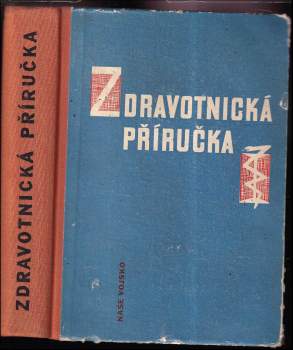 ZDRAVOTNICKÁ PŘÍRUČKA
ZDRAVOTNICKÁ
PŘÍRUČKA
NAŠE VOJSKO